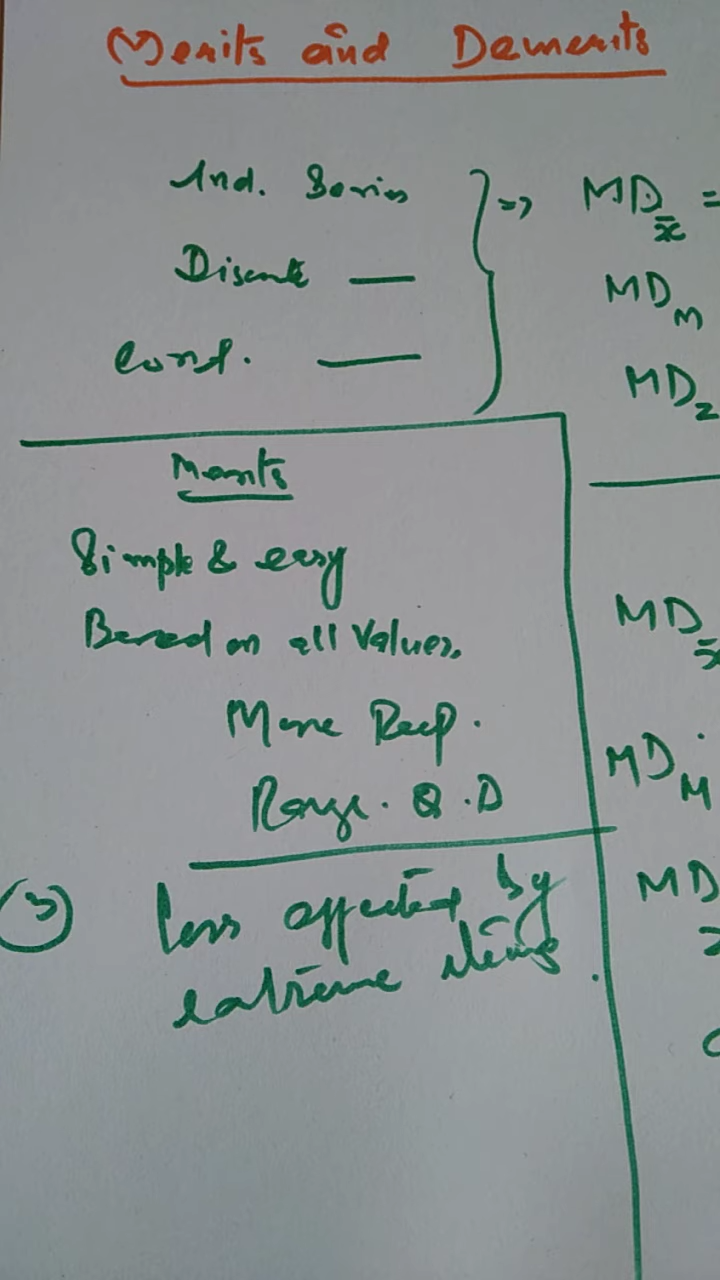 Merits and Demerits
Ind. Series } => MD x̄ =
Discrete — MD M
Cont. — MD Z
Merits
Simple & easy
Based on all Values.
More Rep.
Range. Q.D
(3) less affected by
extreme items.
MD x̄
MD M
MD Z